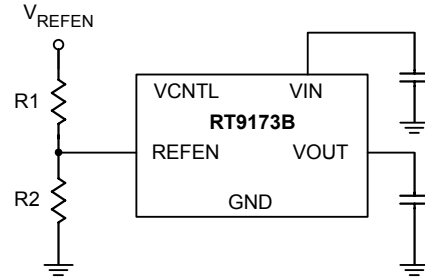 VREFEN
R1
VCNTL VIN
RT9173B
REFEN VOUT
R2
GND